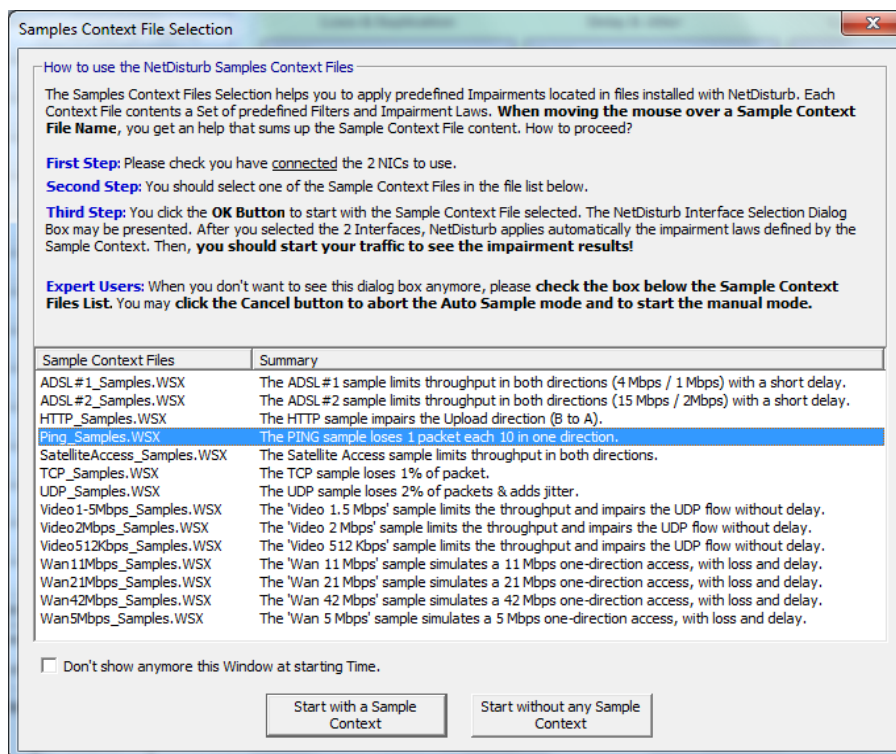 Samples Context File Selection
How to use the NetDisturb Samples Context Files
The Samples Context Files Selection helps you to apply predefined Impairments located in files installed with NetDisturb. Each
Context File contents a Set of predefined Filters and Impairment Laws. When moving the mouse over a Sample Context
File Name, you get an help that sums up the Sample Context File content. How to proceed?
First Step: Please check you have connected the 2 NICs to use.
Second Step: You should select one of the Sample Context Files in the file list below.
Third Step: You click the OK Button to start with the Sample Context File selected. The NetDisturb Interface Selection Dialog
Box may be presented. After you selected the 2 Interfaces, NetDisturb applies automatically the impairment laws defined by the
Sample Context. Then, you should start your traffic to see the impairment results!
Expert Users: When you don't want to see this dialog box anymore, please check the box below the Sample Context
Files List. You may click the Cancel button to abort the Auto Sample mode and to start the manual mode.
Sample Context Files Summary
ADSL#1_Samples.WSX The ADSL#1 sample limits throughput in both directions (4 Mbps / 1 Mbps) with a short delay.
ADSL#2_Samples.WSX The ADSL#2 sample limits throughput in both directions (15 Mbps / 2Mbps) with a short delay.
HTTP_Samples.WSX The HTTP sample impairs the Upload direction (B to A).
Ping_Samples.WSX The PING sample loses 1 packet each 10 in one direction.
SatelliteAccess_Samples.WSX The Satellite Access sample limits throughput in both directions.
TCP_Samples.WSX The TCP sample loses 1% of packet.
UDP_Samples.WSX The UDP sample loses 2% of packets & adds jitter.
Video1-5Mbps_Samples.WSX The 'Video 1.5 Mbps' sample limits the throughput and impairs the UDP flow without delay.
Video2Mbps_Samples.WSX The 'Video 2 Mbps' sample limits the throughput and impairs the UDP flow without delay.
Video512Kbps_Samples.WSX The 'Video 512 Kbps' sample limits the throughput and impairs the UDP flow without delay.
Wan11Mbps_Samples.WSX The 'Wan 11 Mbps' sample simulates a 11 Mbps one-direction access, with loss and delay.
Wan21Mbps_Samples.WSX The 'Wan 21 Mbps' sample simulates a 21 Mbps one-direction access, with loss and delay.
Wan42Mbps_Samples.WSX The 'Wan 42 Mbps' sample simulates a 42 Mbps one-direction access, with loss and delay.
Wan5Mbps_Samples.WSX The 'Wan 5 Mbps' sample simulates a 5 Mbps one-direction access, with loss and delay.
Don't show anymore this Window at starting Time.
Start with a Sample
Context
Start without any Sample
Context